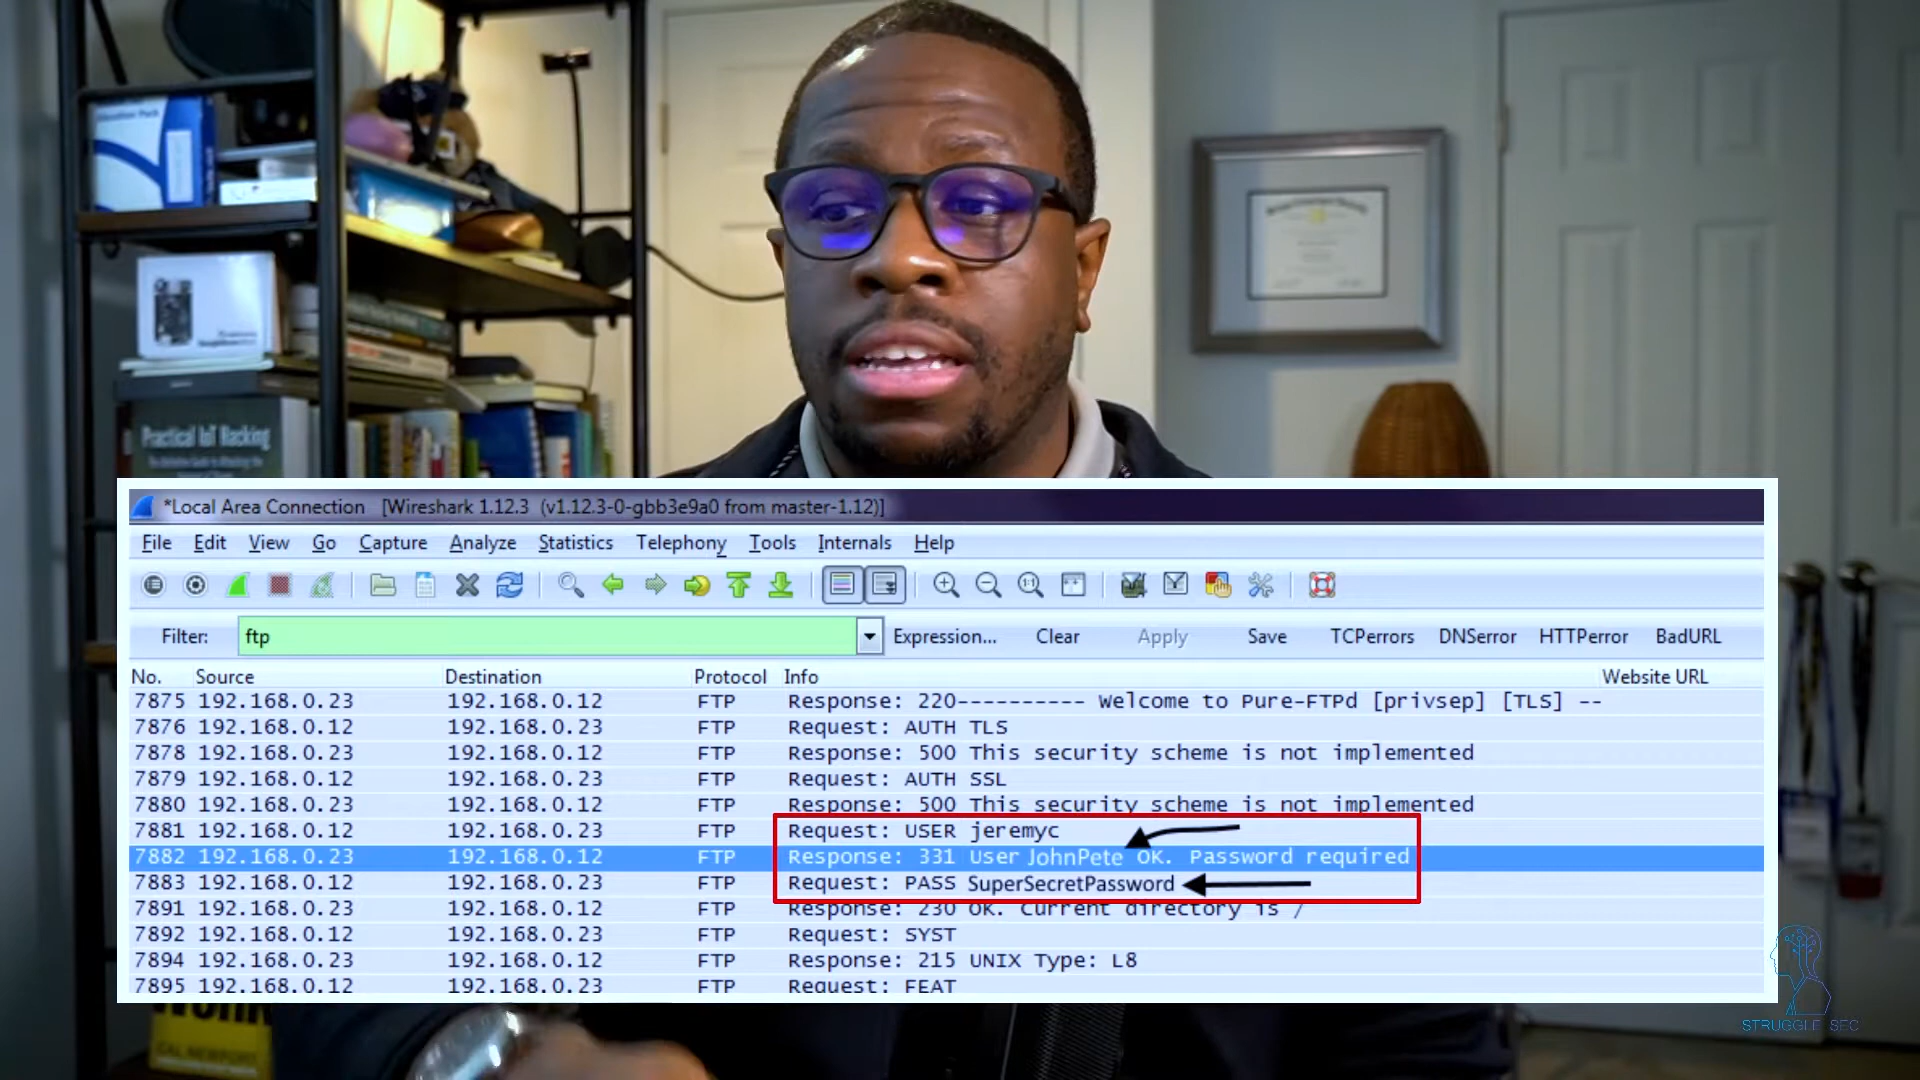 Practical IoT Hacking
*Local Area Connection [Wireshark 1.12.3 (v1.12.3-0-gbb3e9a0 from master-1.12)]
File Edit View Go Capture Analyze Statistics Telephony Tools Internals Help
Filter: ftp Expression... Clear Apply Save TCPerrors DNSerror HTTPerror BadURL
No. Source Destination Protocol Info Website URL
7875 192.168.0.23 192.168.0.12 FTP Response: 220---------- Welcome to Pure-FTPd [privsep] [TLS] --
7876 192.168.0.12 192.168.0.23 FTP Request: AUTH TLS
7878 192.168.0.23 192.168.0.12 FTP Response: 500 This security scheme is not implemented
7879 192.168.0.12 192.168.0.23 FTP Request: AUTH SSL
7880 192.168.0.23 192.168.0.12 FTP Response: 500 This security scheme is not implemented
7881 192.168.0.12 192.168.0.23 FTP Request: USER jeremyc
7882 192.168.0.23 192.168.0.12 FTP Response: 331 User JohnPete OK. Password required
7883 192.168.0.12 192.168.0.23 FTP Request: PASS SuperSecretPassword
7891 192.168.0.23 192.168.0.12 FTP Response: 230 OK. Current directory is /
7892 192.168.0.12 192.168.0.23 FTP Request: SYST
7894 192.168.0.23 192.168.0.12 FTP Response: 215 UNIX Type: L8
7895 192.168.0.12 192.168.0.23 FTP Request: FEAT
CAL NEWPORT
STRUGGLE SEC